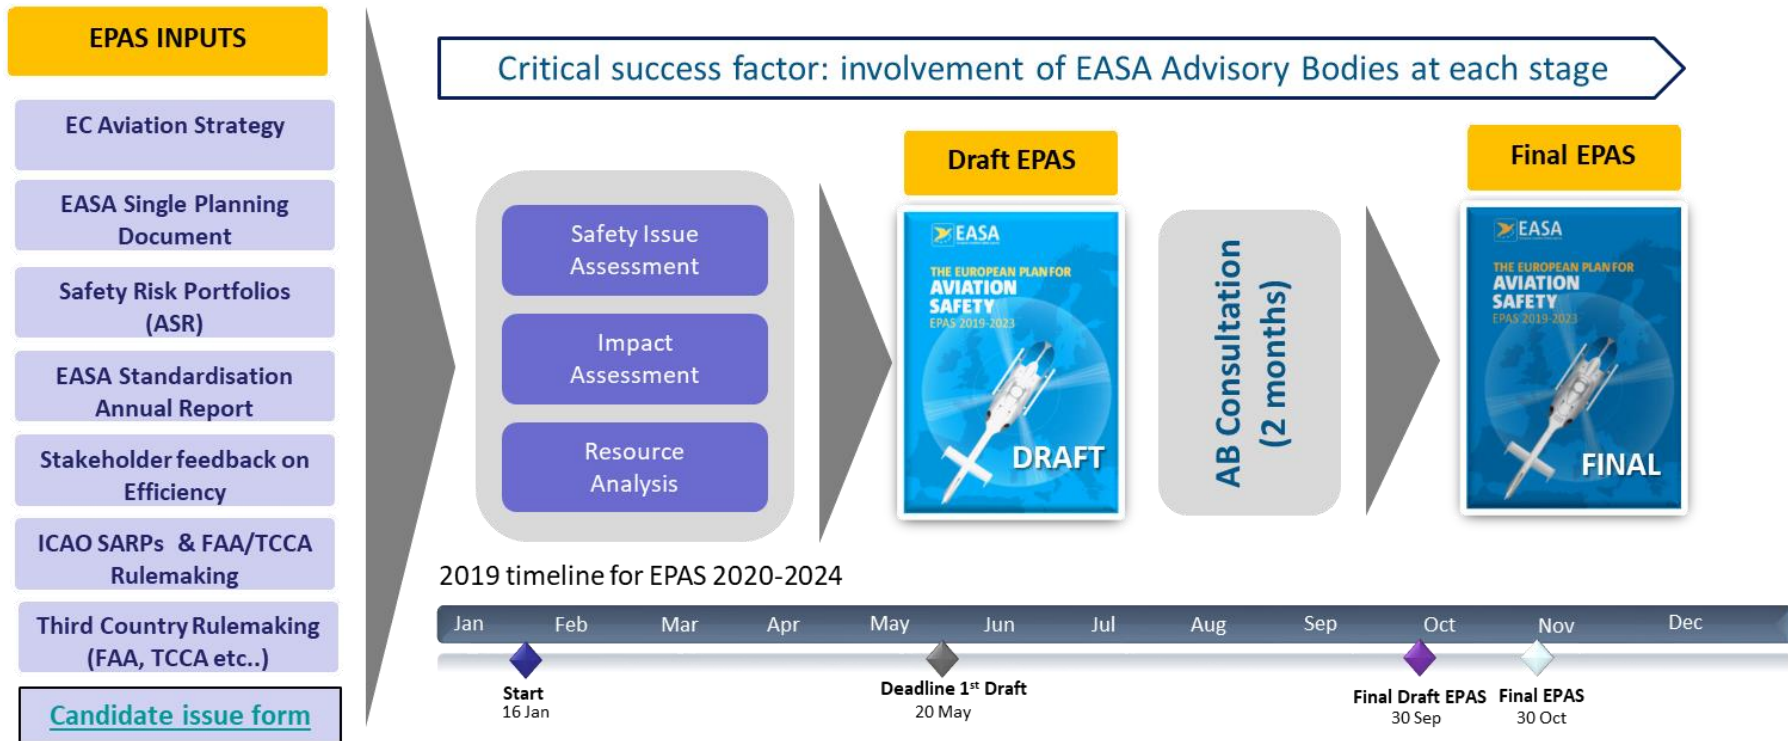 EPAS INPUTS
EC Aviation Strategy
EASA Single Planning
Document
Safety Risk Portfolios
(ASR)
EASA Standardisation
Annual Report
Stakeholder feedback on
Efficiency
ICAO SARPs & FAA/TCCA
Rulemaking
Third Country Rulemaking
(FAA, TCCA etc..)
Candidate issue form
Critical success factor: involvement of EASA Advisory Bodies at each stage
Safety Issue
Assessment
Impact
Assessment
Resource
Analysis
Draft EPAS
EASA
THE EUROPEAN PLAN FOR
AVIATION
SAFETY
EPAS 2019-2023
DRAFT
AB Consultation
(2 months)
Final EPAS
EASA
THE EUROPEAN PLAN FOR
AVIATION
SAFETY
EPAS 2019-2023
FINAL
2019 timeline for EPAS 2020-2024
Jan Feb Mar Apr May Jun Jul Aug Sep Oct Nov Dec
Start
16 Jan
Deadline 1st Draft
20 May
Final Draft EPAS
30 Sep
Final EPAS
30 Oct